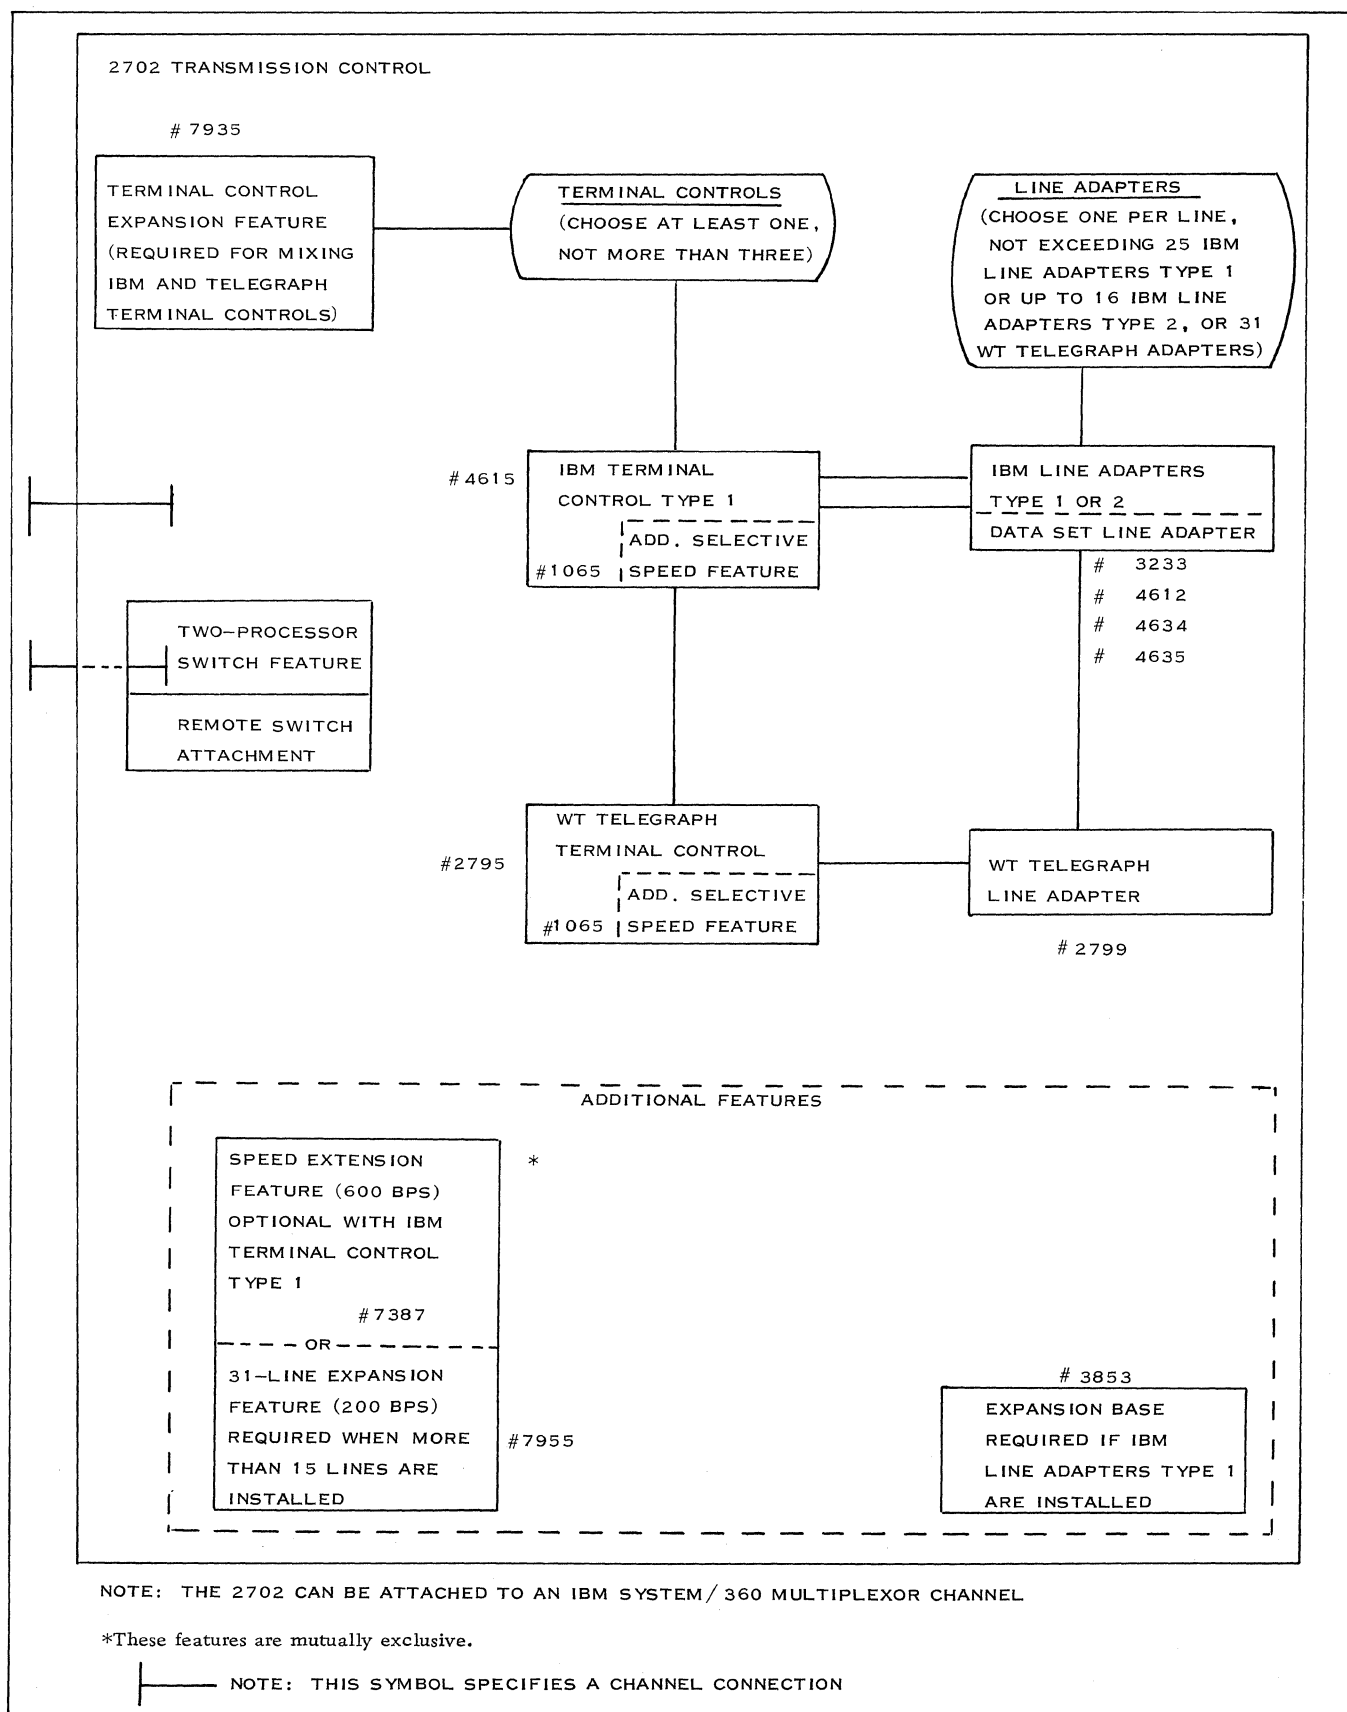 2702 TRANSMISSION CONTROL
# 7935
TERMINAL CONTROL
EXPANSION FEATURE
(REQUIRED FOR MIXING
IBM AND TELEGRAPH
TERMINAL CONTROLS)
TERMINAL CONTROLS
(CHOOSE AT LEAST ONE,
NOT MORE THAN THREE)
LINE ADAPTERS
(CHOOSE ONE PER LINE,
NOT EXCEEDING 25 IBM
LINE ADAPTERS TYPE 1
OR UP TO 16 IBM LINE
ADAPTERS TYPE 2, OR 31
WT TELEGRAPH ADAPTERS)
#4615
IBM TERMINAL
CONTROL TYPE 1
ADD. SELECTIVE
#1065 SPEED FEATURE
IBM LINE ADAPTERS
TYPE 1 OR 2
DATA SET LINE ADAPTER
# 3233
# 4612
# 4634
# 4635
TWO-PROCESSOR
SWITCH FEATURE
REMOTE SWITCH
ATTACHMENT
#2795
WT TELEGRAPH
TERMINAL CONTROL
ADD. SELECTIVE
#1065 SPEED FEATURE
WT TELEGRAPH
LINE ADAPTER
# 2799
ADDITIONAL FEATURES
SPEED EXTENSION *
FEATURE (600 BPS)
OPTIONAL WITH IBM
TERMINAL CONTROL
TYPE 1
#7387
OR
31-LINE EXPANSION
FEATURE (200 BPS)
REQUIRED WHEN MORE
THAN 15 LINES ARE
INSTALLED
#7955
# 3853
EXPANSION BASE
REQUIRED IF IBM
LINE ADAPTERS TYPE 1
ARE INSTALLED
NOTE: THE 2702 CAN BE ATTACHED TO AN IBM SYSTEM/360 MULTIPLEXOR CHANNEL
*These features are mutually exclusive.
NOTE: THIS SYMBOL SPECIFIES A CHANNEL CONNECTION